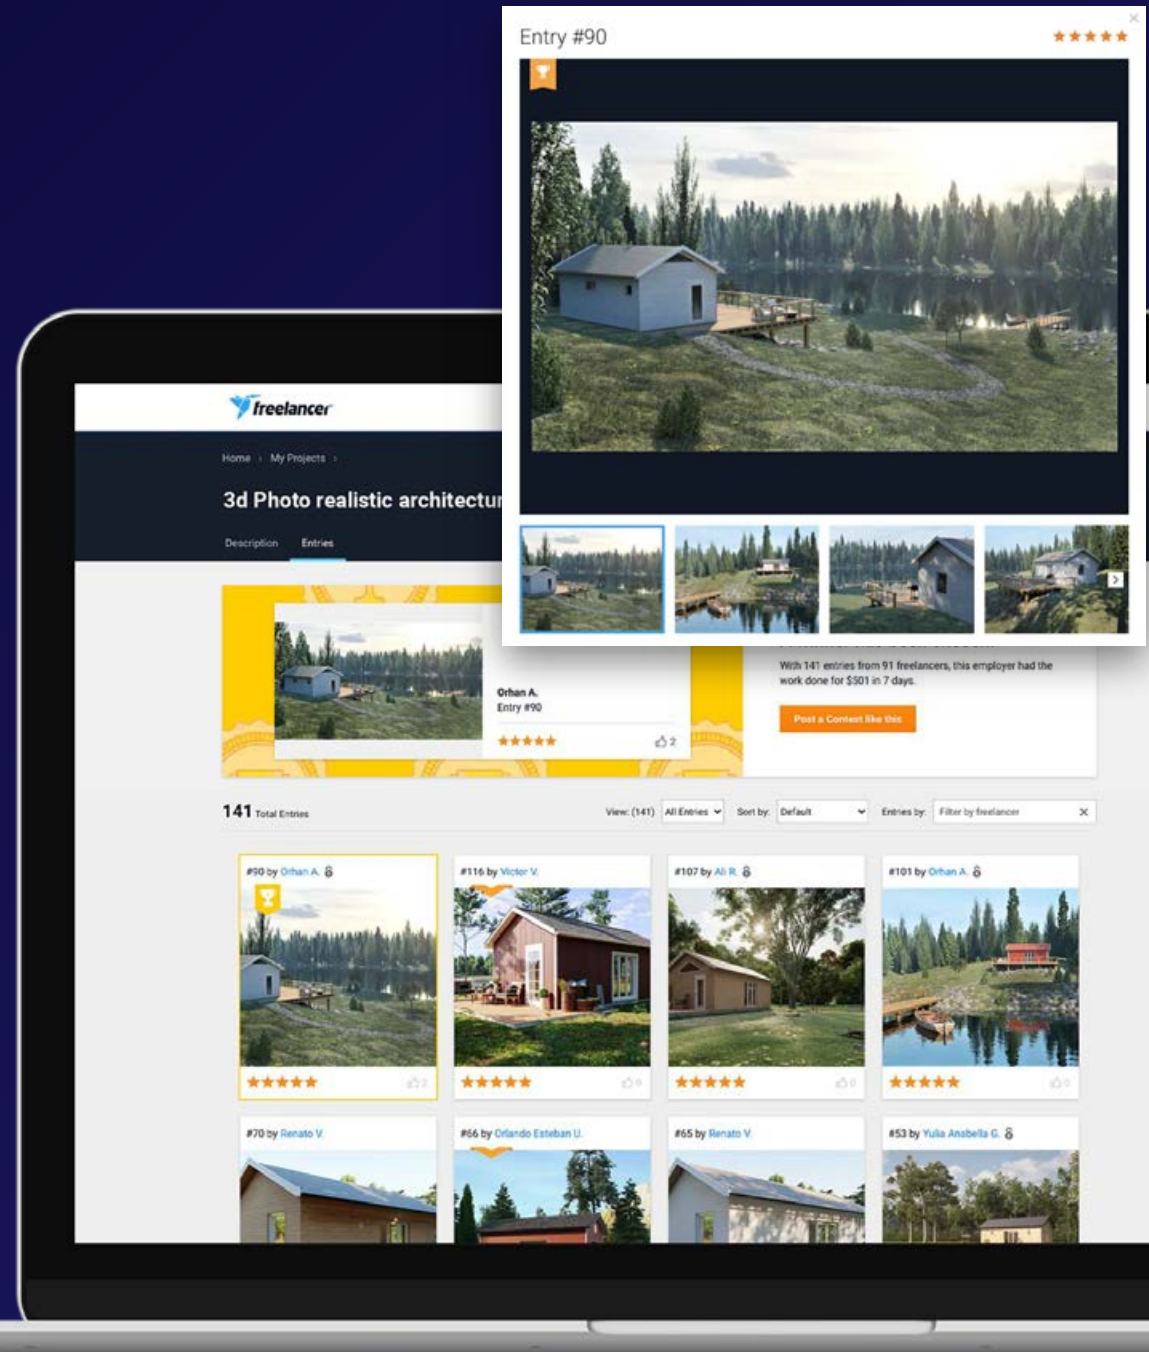 Entry #90
freelancer
Home › My Projects ›
3d Photo realistic architectur
Description Entries
With 141 entries from 91 freelancers, this employer had the
work done for $501 in 7 days.
Orhan A.
Entry #90
Post a Contest like this
2
141 Total Entries
View: (141) All Entries Sort by: Default Entries by: Filter by freelancer
#90 by Orhan A.
#116 by Victor V.
#107 by Ali R.
#101 by Orhan A.
2
0
0
0
#70 by Renato V.
#66 by Orlando Esteban U.
#65 by Renato V.
#53 by Yulia Anabella G.